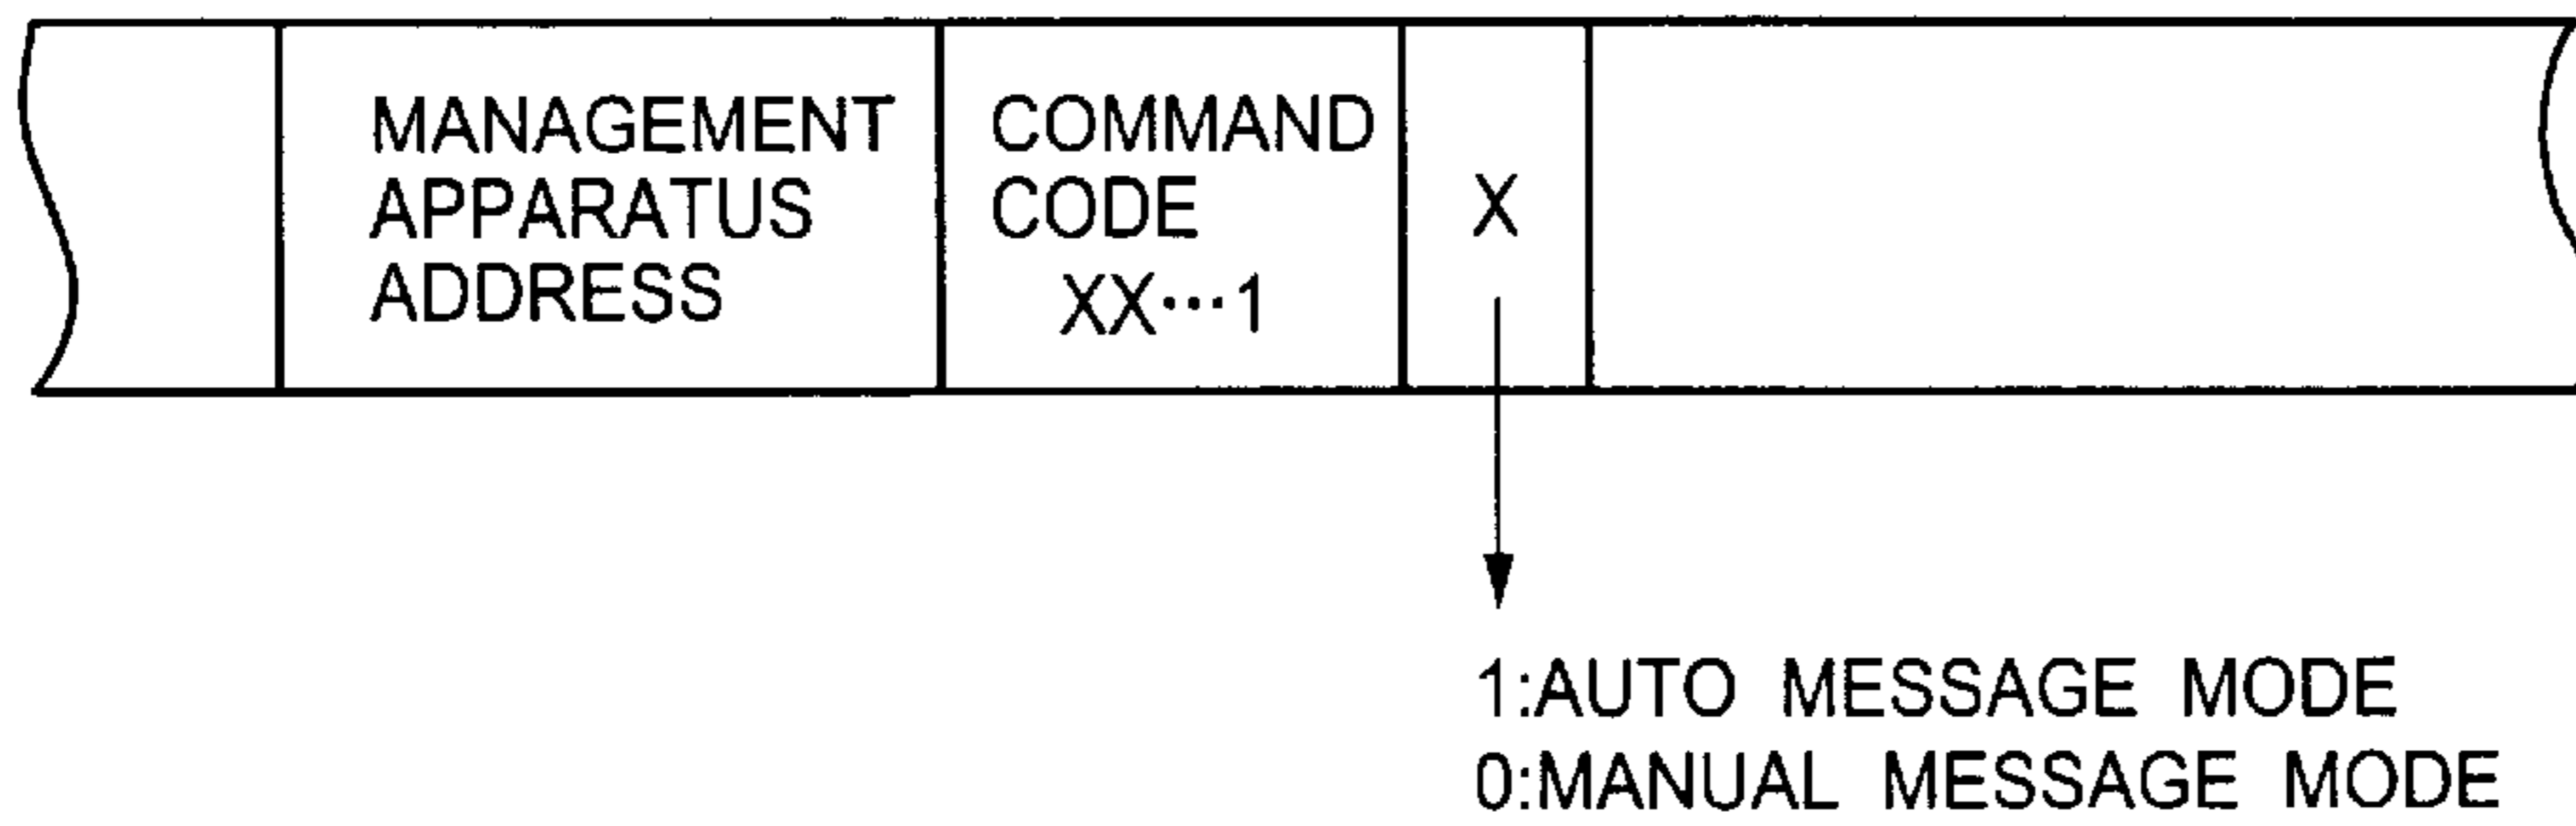 MANAGEMENT
APPARATUS
ADDRESS
COMMAND
CODE
XX···1
X
1:AUTO MESSAGE MODE
0:MANUAL MESSAGE MODE